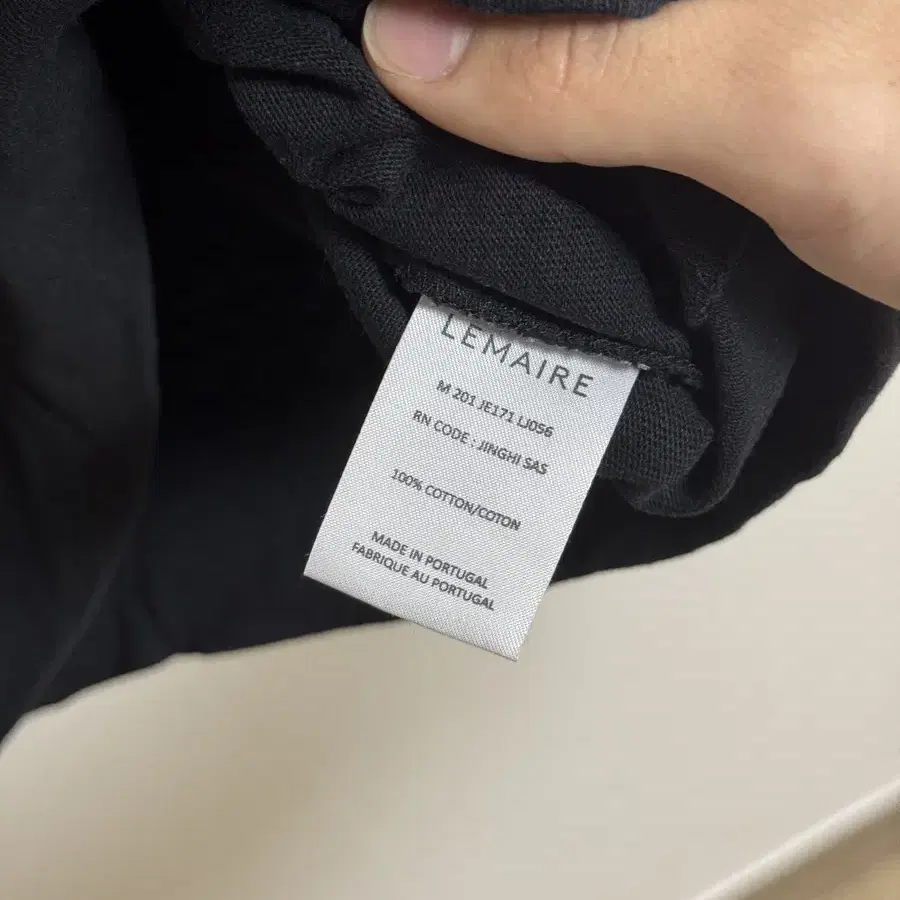 LEMAIRE
M 201 JE171 LJ056
RN CODE : JINGHI SAS
100% COTTON/COTON
MADE IN PORTUGAL
FABRIQUE AU PORTUGAL